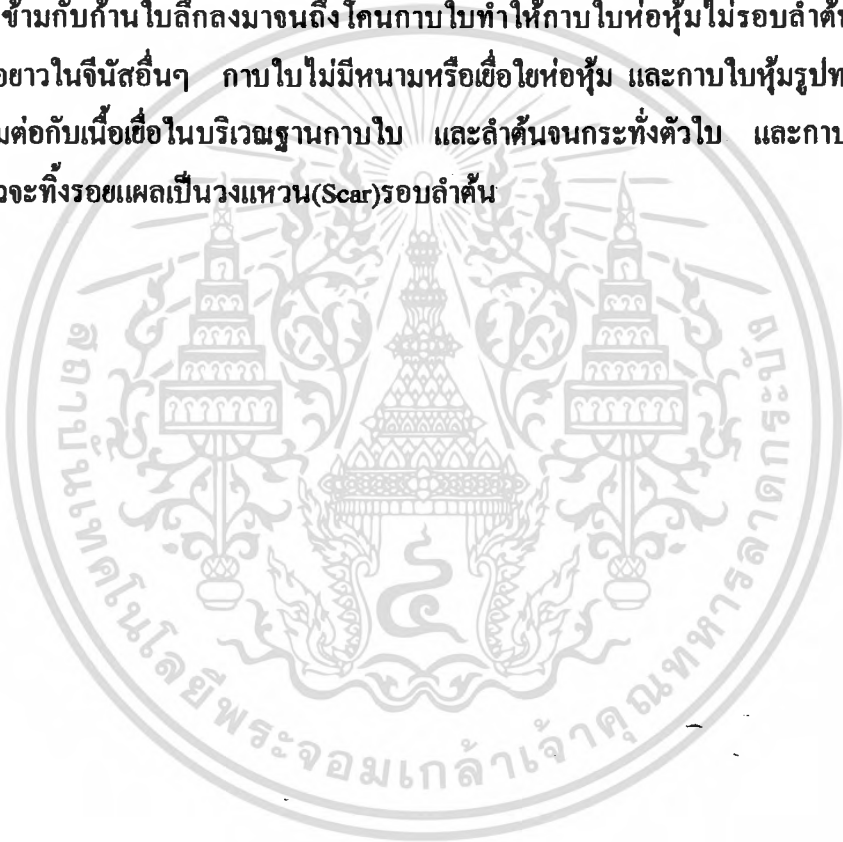 ข้ามกับก้านใบลึกลงมาจนถึงโคนกาบใบทำให้กาบใบห่อหุ้มไม่รอบลำต้น
อยาวในจีนัสอื่นๆ กาบใบไม่มีหนามหรือเยื่อใยห่อหุ้ม และกาบใบหุ้มรูปท
มต่อกับเนื้อเยื่อในบริเวณฐานกาบใบ และลำต้นจนกระทั่งตัวใบ และกาบ
วจะทิ้งรอยแผลเป็นวงแหวน(Scar)รอบลำต้น
สถาบันเทคโนโลยีพระจอมเกล้าเจ้าคุณทหารลาดกระบัง